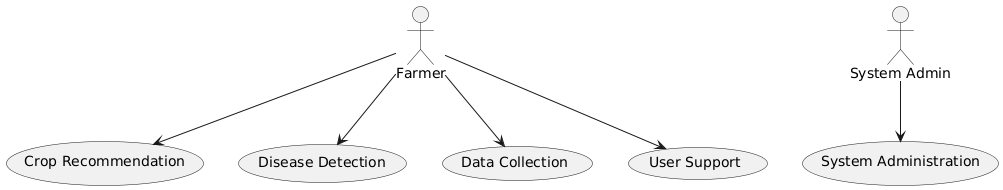 Farmer
System Admin
Crop Recommendation
Disease Detection
Data Collection
User Support
System Administration